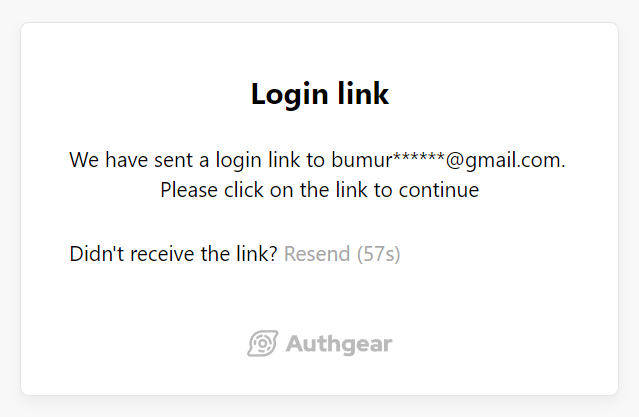 Login link
We have sent a login link to bumur******@gmail.com.
Please click on the link to continue
Didn't receive the link? Resend (57s)
Authgear